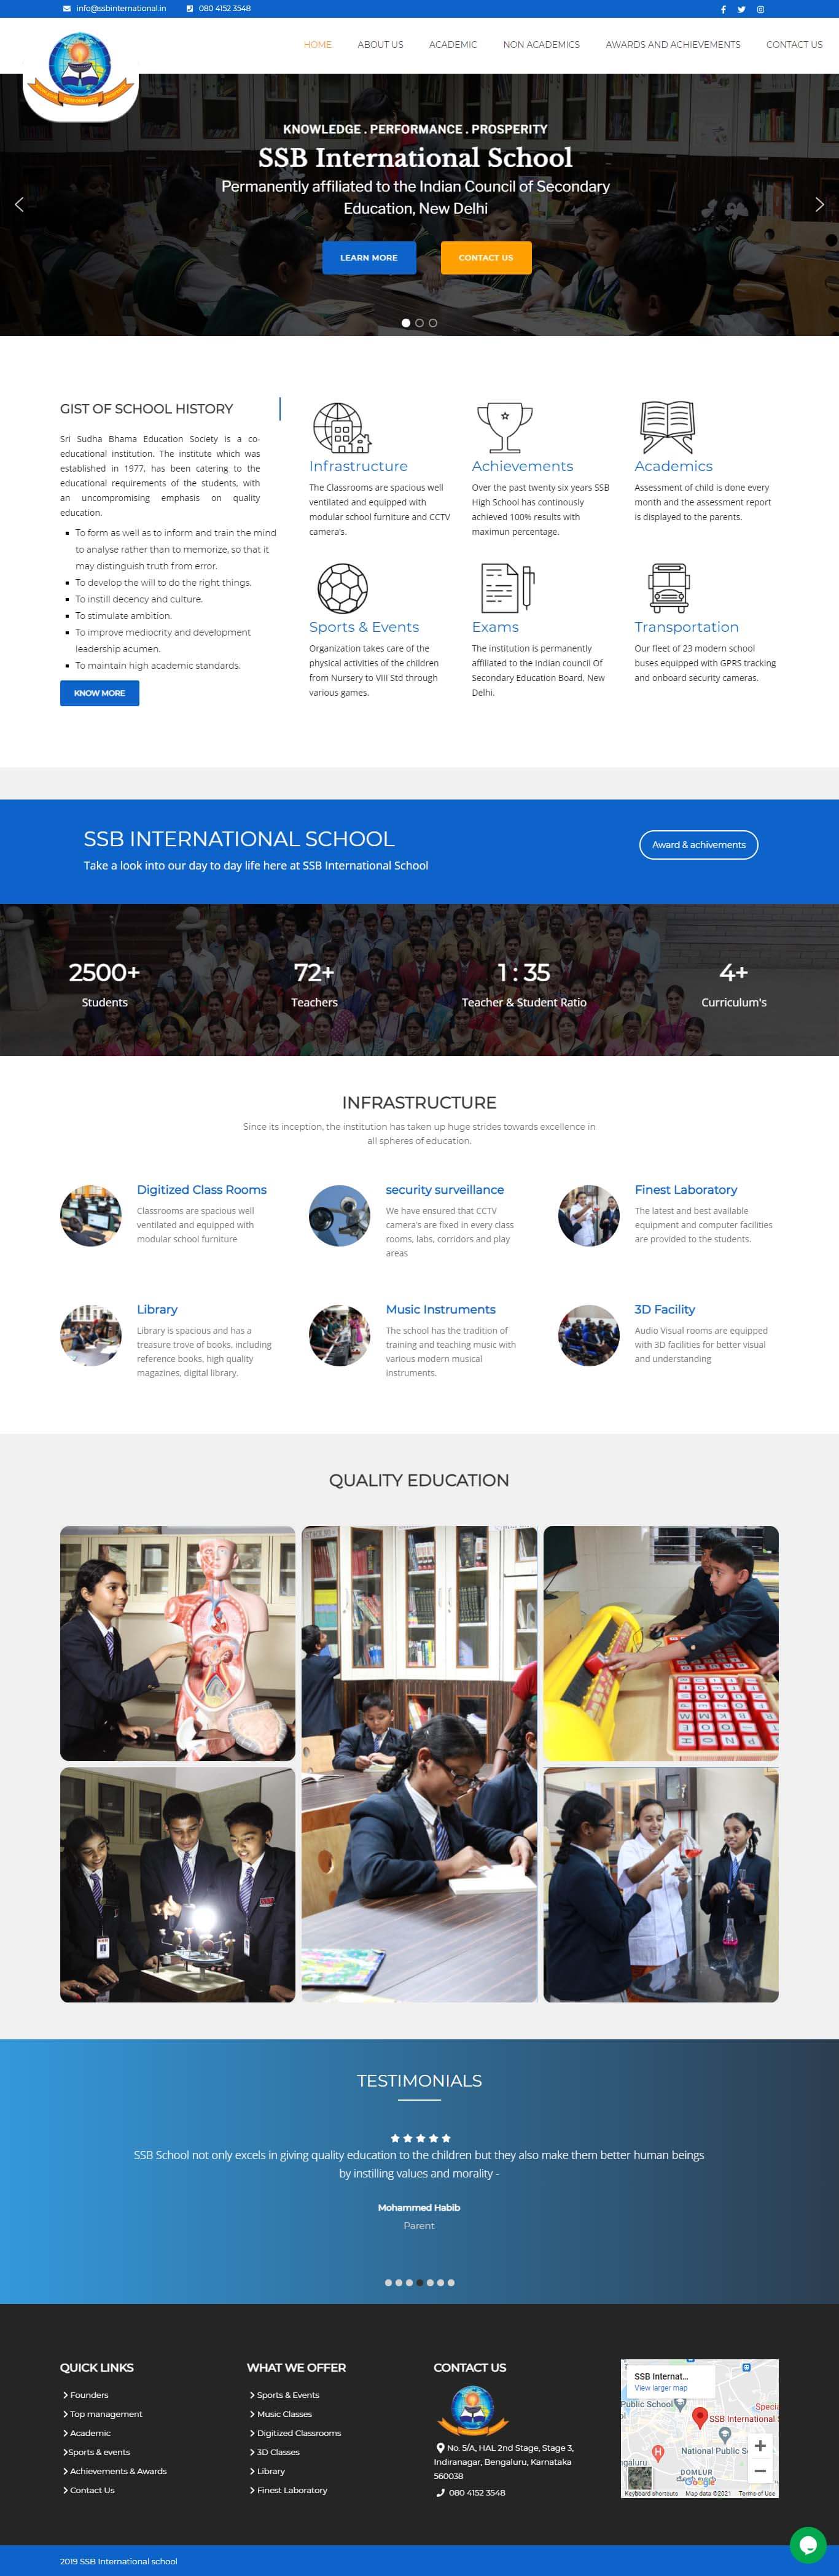 info@ssbinternational.in
080 4152 3548
HOME
ABOUT US
ACADEMIC
NON ACADEMICS
AWARDS AND ACHIEVEMENTS
CONTACT US
KNOWLEDGE . PERFORMANCE . PROSPERITY
SSB International School
Permanently affiliated to the Indian Council of Secondary
Education, New Delhi
LEARN MORE
CONTACT US
GIST OF SCHOOL HISTORY
Sri Sudha Bhama Education Society is a co-
educational institution. The institute which was
established in 1977, has been catering to the
educational requirements of the students, with
an uncompromising emphasis on quality
education.
To form as well as to inform and train the mind
to analyse rather than to memorize, so that it
may distinguish truth from error.
To develop the will to do the right things.
To instill decency and culture.
To stimulate ambition.
To improve mediocrity and development
leadership acumen.
To maintain high academic standards.
KNOW MORE
Infrastructure
The Classrooms are spacious well
ventilated and equipped with
modular school furniture and CCTV
camera's.
Achievements
Over the past twenty six years SSB
High School has continously
achieved 100% results with
maximun percentage.
Academics
Assessment of child is done every
month and the assessment report
is displayed to the parents.
Sports & Events
Organization takes care of the
physical activities of the children
from Nursery to VIII Std through
various games.
Exams
The institution is permanently
affiliated to the Indian council Of
Secondary Education Board, New
Delhi.
Transportation
Our fleet of 23 modern school
buses equipped with GPRS tracking
and onboard security cameras.
SSB INTERNATIONAL SCHOOL
Take a look into our day to day life here at SSB International School
Award & achivements
2500+
Students
72+
Teachers
1 : 35
Teacher & Student Ratio
4+
Curriculum's
INFRASTRUCTURE
Since its inception, the institution has taken up huge strides towards excellence in
all spheres of education.
Digitized Class Rooms
Classrooms are spacious well
ventilated and equipped with
modular school furniture
security surveillance
We have ensured that CCTV
camera's are fixed in every class
rooms, labs, corridors and play
areas
Finest Laboratory
The latest and best available
equipment and computer facilities
are provided to the students.
Library
Library is spacious and has a
treasure trove of books, including
reference books, high quality
magazines, digital library.
Music Instruments
The school has the tradition of
training and teaching music with
various modern musical
instruments.
3D Facility
Audio Visual rooms are equipped
with 3D facilities for better visual
and understanding
QUALITY EDUCATION
TESTIMONIALS
SSB School not only excels in giving quality education to the children but they also make them better human beings
by instilling values and morality -
Mohammed Habib
Parent
QUICK LINKS
Founders
Top management
Academic
Sports & events
Achievements & Awards
Contact Us
WHAT WE OFFER
Sports & Events
Music Classes
Digitized Classrooms
3D Classes
Library
Finest Laboratory
CONTACT US
No. 5/A, HAL 2nd Stage, Stage 3,
Indiranagar, Bengaluru, Karnataka
560038
080 4152 3548
SSB Internat...
View larger map
Public School
Specia
SSB International S
National Public Sc
DOMLUR
Google
Keyboard shortcuts
Map data ©2021
Terms of Use
2019 SSB International school